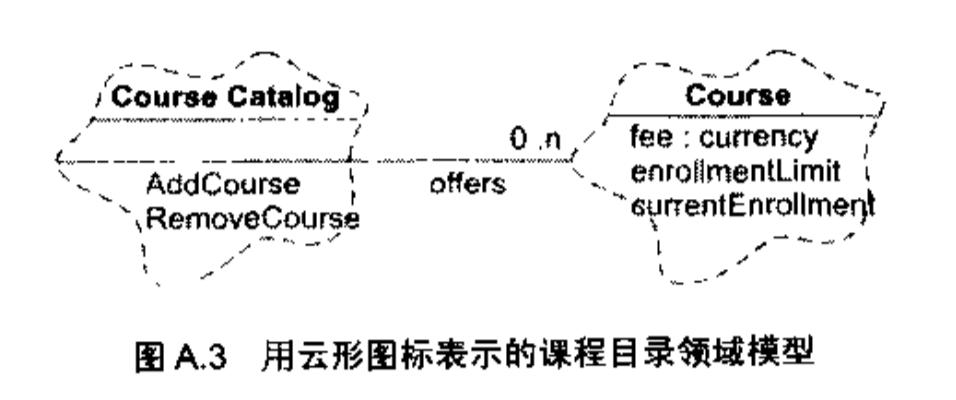 Course Catalog
AddCourse
RemoveCourse
0 .n
offers
Course
fee : currency
enrollmentLimit
currentEnrollment
图 A.3 用云形图标表示的课程目录领域模型